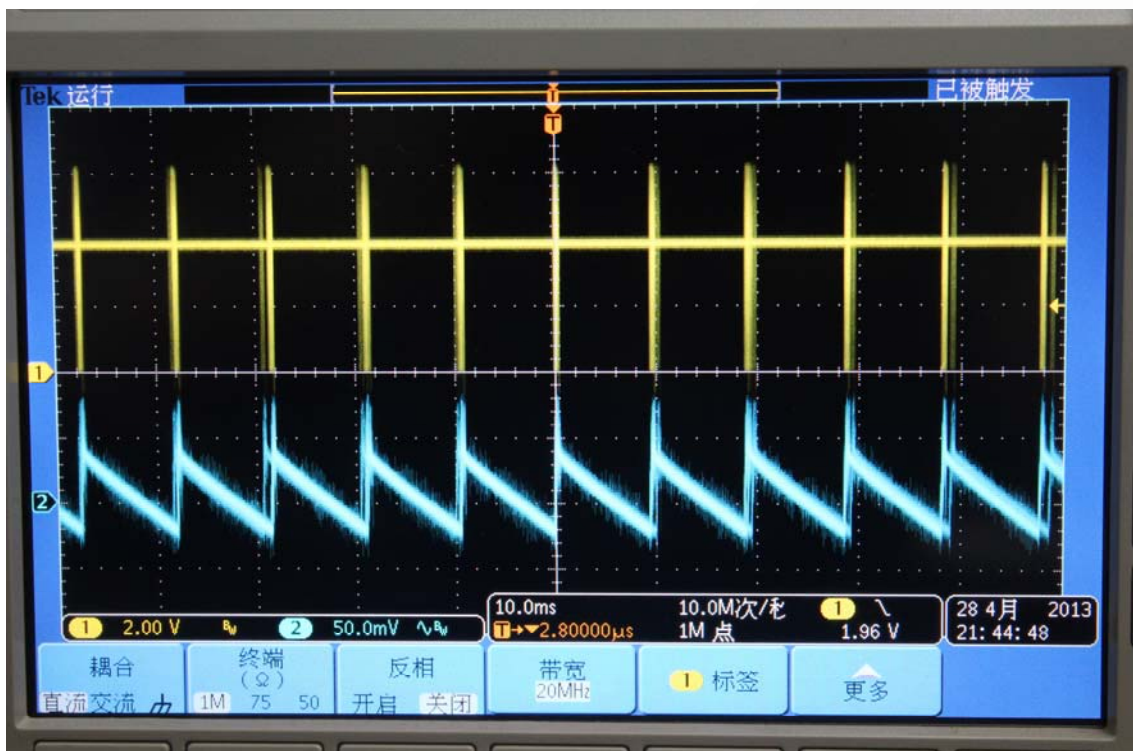 Tek 运行
已被触发
T
1
2
1 2.00 V Bw 2 50.0mV Bw
10.0ms 10.0M次/秒 1
T→▼2.80000µs 1M 点 1.96 V
28 4月 2013
21:44:48
耦合
直流 交流
终端
(Ω)
1M 75 50
反相
开启 关闭
带宽
20MHz
1 标签
更多